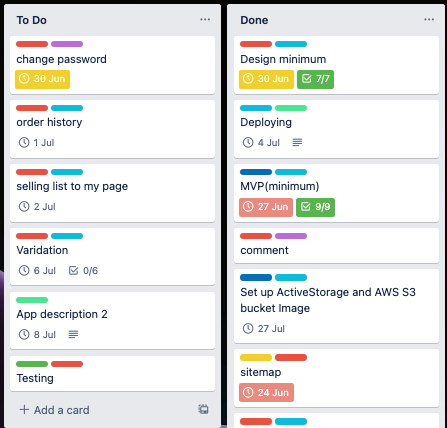 To Do
change password
30 Jun
order history
1 Jul
selling list to my page
2 Jul
Varidation
6 Jul 0/6
App description 2
8 Jul
Testing
+ Add a card
Done
Design minimum
30 Jun 7/7
Deploying
4 Jul
MVP(minimum)
27 Jun 9/9
comment
Set up ActiveStorage and AWS S3
bucket Image
27 Jul
sitemap
24 Jun